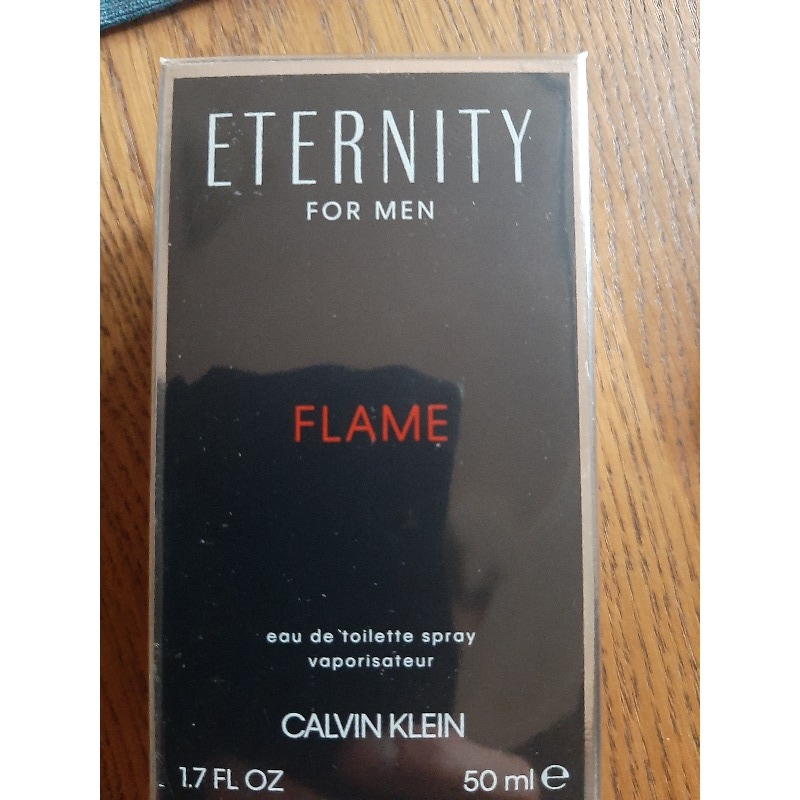 ETERNITY
FOR MEN
FLAME
eau de toilette spray
vaporisateur
CALVIN KLEIN
1.7 FL OZ 50 ml ℮